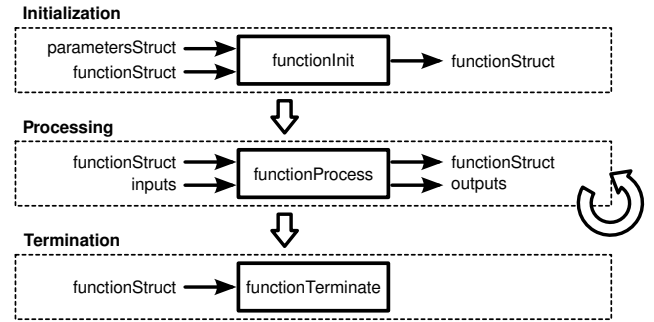 Initialization
parametersStruct
functionStruct
functionInit
functionStruct
Processing
functionStruct
inputs
functionProcess
functionStruct
outputs
Termination
functionStruct
functionTerminate